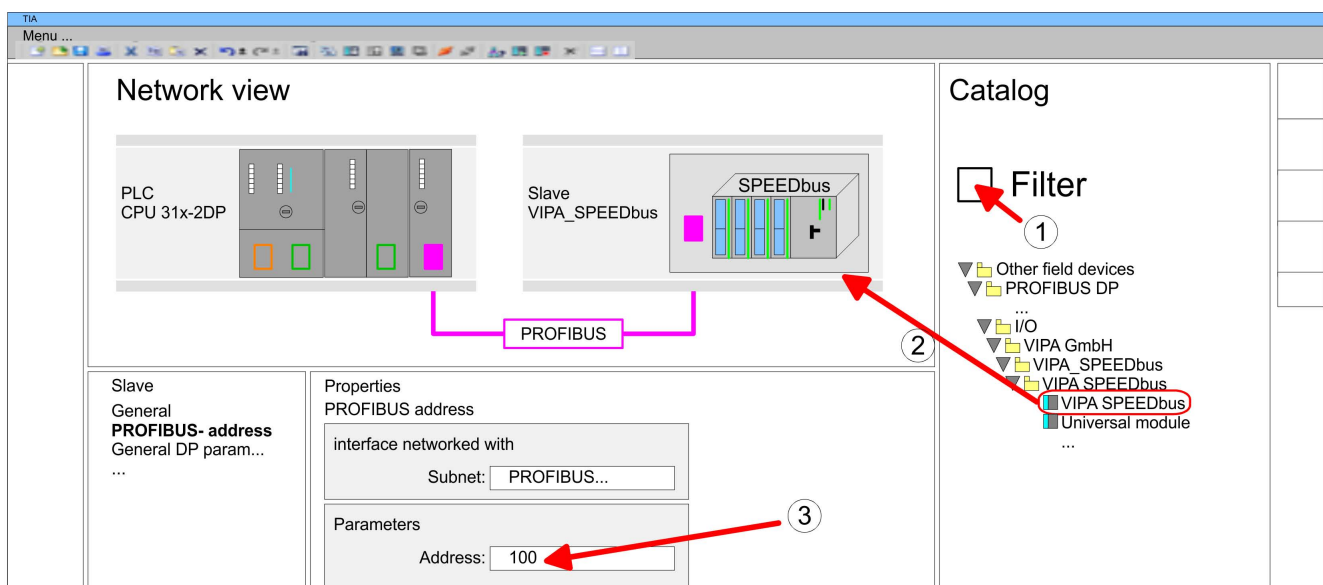 TIA
Menu ...
Network view
PLC
CPU 31x-2DP
Slave
VIPA_SPEEDbus
SPEEDbus
PROFIBUS
Catalog
Filter
1
Other field devices
PROFIBUS DP
...
I/O
VIPA GmbH
VIPA_SPEEDbus
VIPA SPEEDbus
VIPA SPEEDbus
Universal module
...
2
Slave
General
PROFIBUS- address
General DP param...
...
Properties
PROFIBUS address
interface networked with
Subnet: PROFIBUS...
Parameters
Address: 100
3